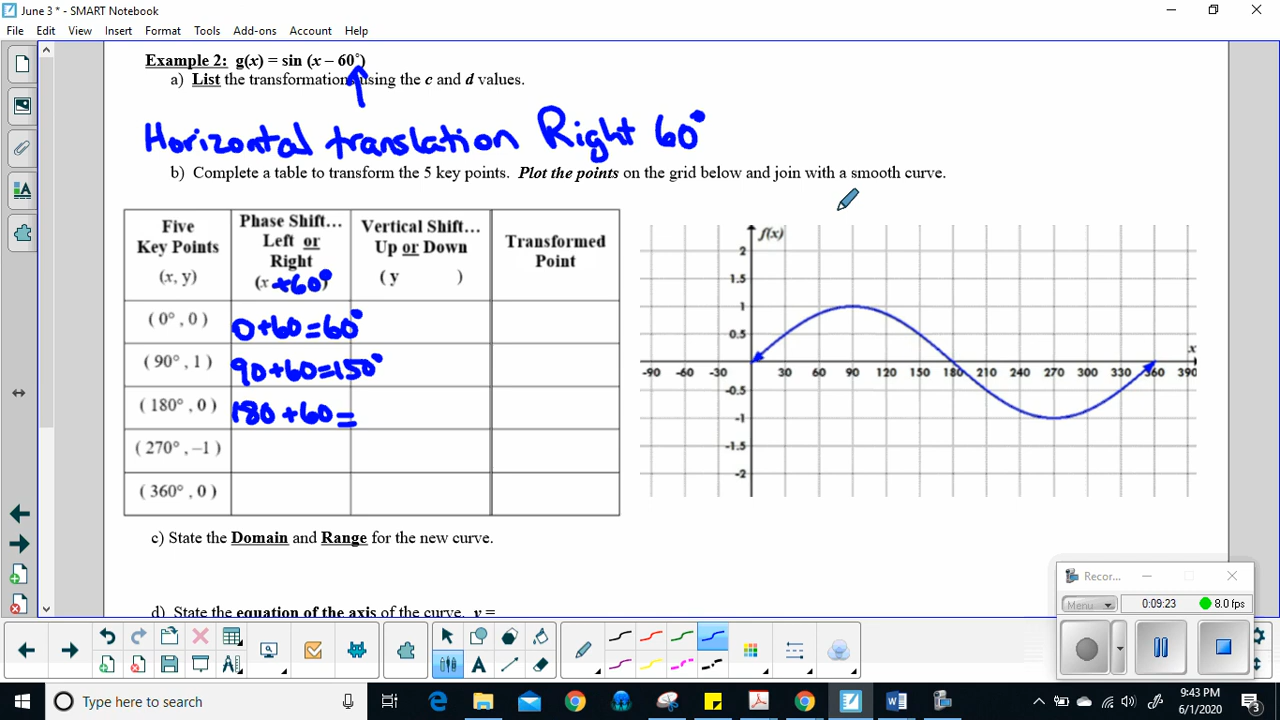 June 3 * - SMART Notebook
File Edit View Insert Format Tools Add-ons Account Help
Example 2: g(x) = sin (x – 60°)
a) List the transformations using the c and d values.
Horizontal translation Right 60°
b) Complete a table to transform the 5 key points. Plot the points on the grid below and join with a smooth curve.
Five Key Points (x, y)
Phase Shift... Left or Right (x +60°)
Vertical Shift... Up or Down ( y )
Transformed Point
( 0° , 0 ) 0+60=60°
( 90° , 1 ) 90+60=150°
( 180° , 0 ) 180+60=
( 270° , –1 )
( 360° , 0 )
f(x)
2
1.5
1
0.5
x
-90 -60 -30 30 60 90 120 150 180 210 240 270 300 330 360 390
-0.5
-1
-1.5
-2
c) State the Domain and Range for the new curve.
d) State the equation of the axis of the curve. y =
Recor...
Menu 0:09:23 8.0 fps
Type here to search
9:43 PM
6/1/2020
3